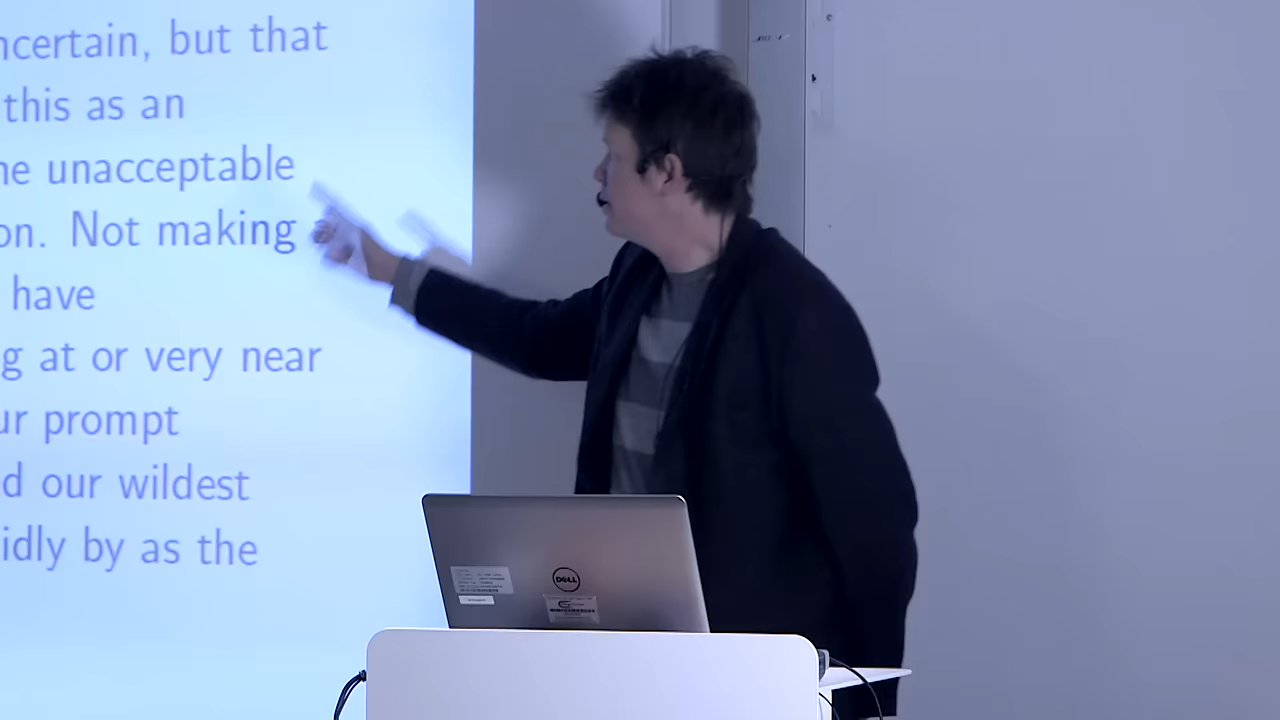 ncertain, but that
this as an
ne unacceptable
on. Not making
have
g at or very near
ur prompt
d our wildest
idly by as the
DELL